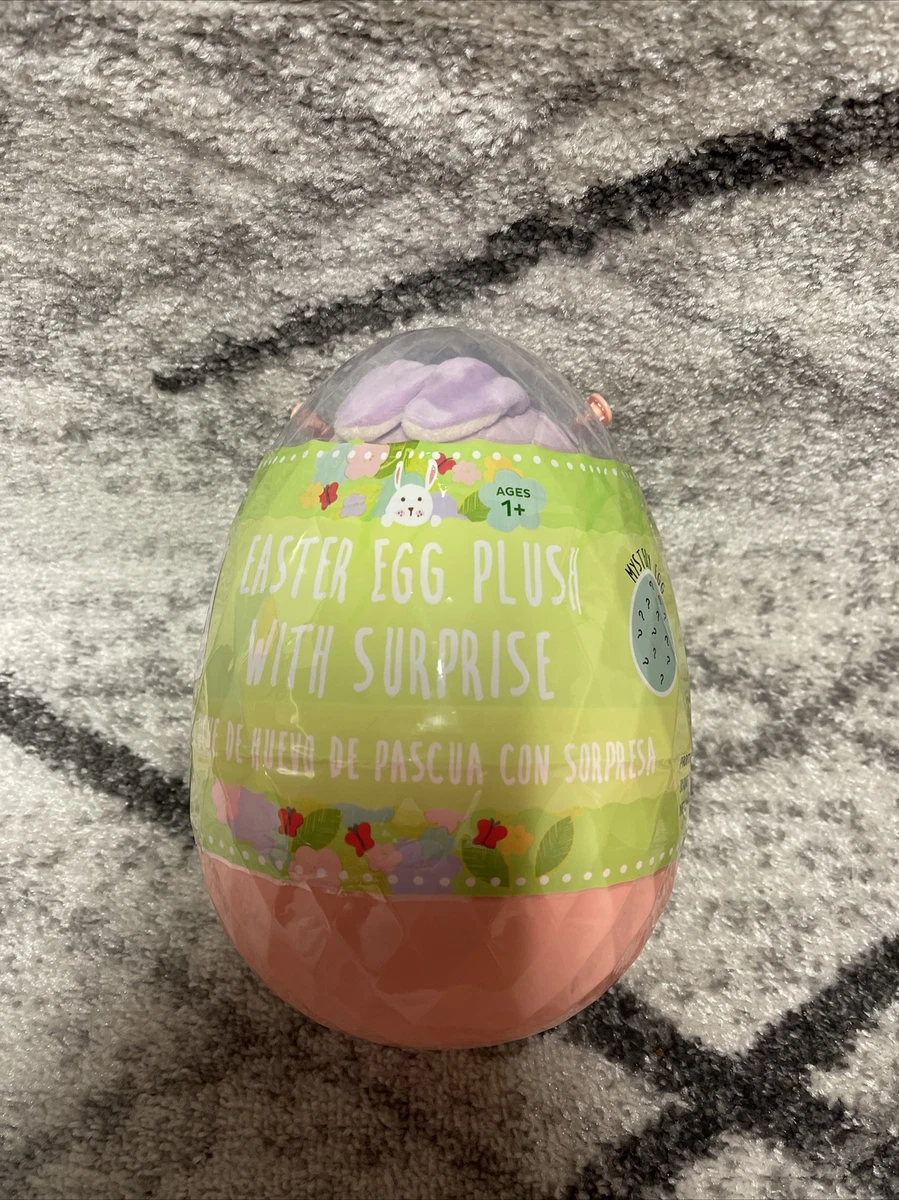 AGES
1+
EASTER EGG PLUSH
WITH SURPRISE
DE HUEVO DE PASCUA CON SORPRESA
MYSTERY EGG
? ? ? ? ? ? ? ? ?